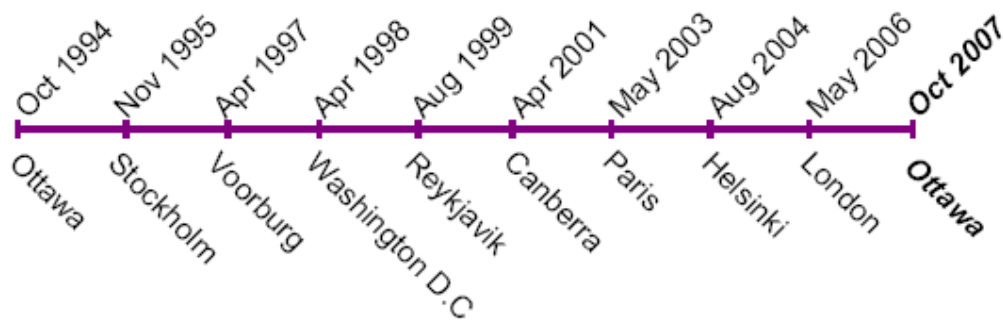 Oct 1994
Nov 1995
Apr 1997
Apr 1998
Aug 1999
Apr 2001
May 2003
Aug 2004
May 2006
Oct 2007
Ottawa
Stockholm
Voorburg
Washington D.C
Reykjavik
Canberra
Paris
Helsinki
London
Ottawa